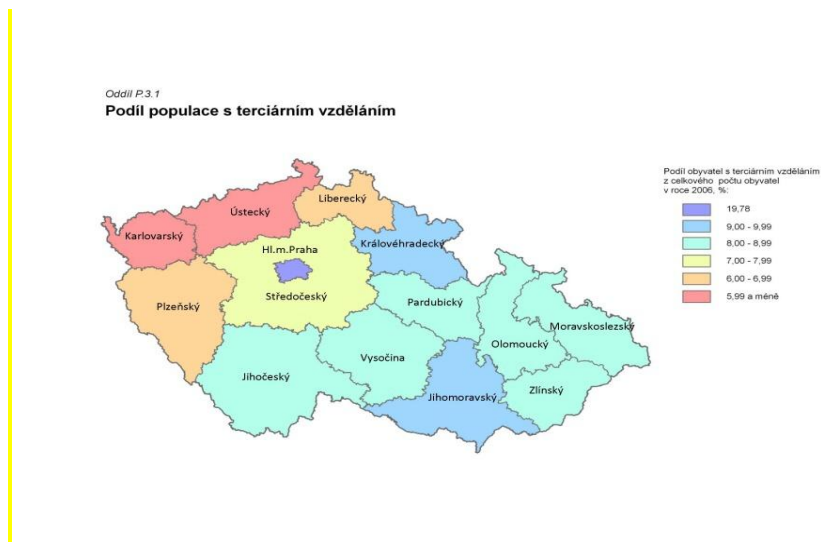 Oddíl P.3.1
Podíl populace s terciárním vzděláním
Podíl obyvatel s terciárním vzděláním
z celkového počtu obyvatel
v roce 2006, %:
19,78
9,00 - 9,99
8,00 - 8,99
7,00 - 7,99
6,00 - 6,99
5,99 a méně
Liberecký
Ústecký
Karlovarský
Hl.m.Praha
Královéhradecký
Středočeský
Plzeňský
Pardubický
Moravskoslezský
Olomoucký
Vysočina
Jihočeský
Zlínský
Jihomoravský